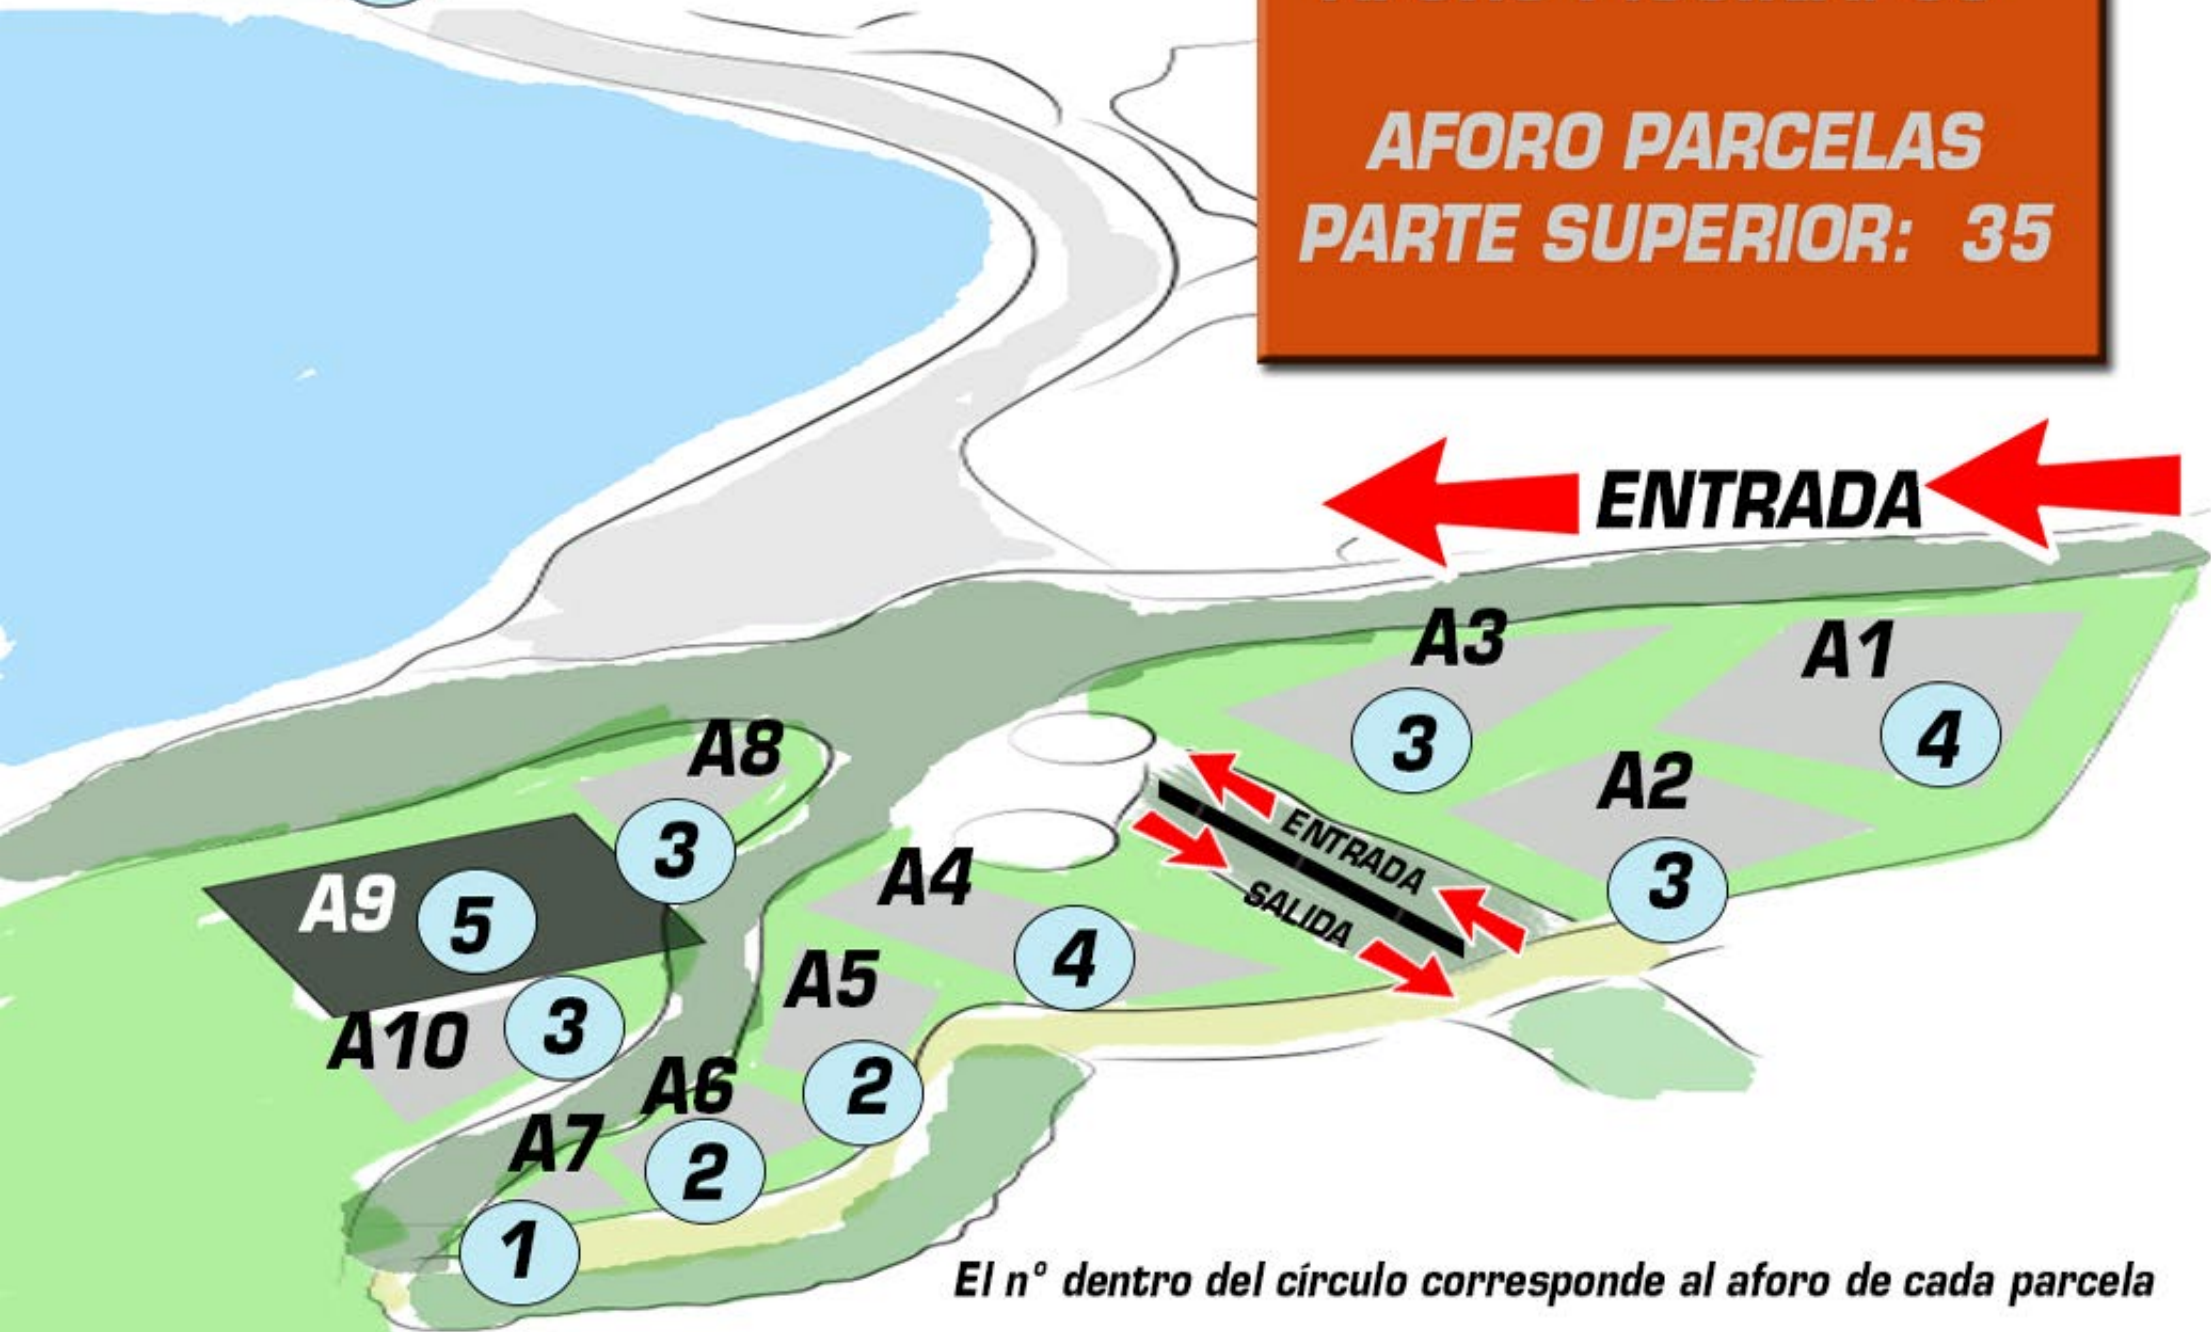 AFORO PARCELAS
PARTE SUPERIOR: 35
ENTRADA
A3
A1
3
4
A8
A2
ENTRADA
3
A4
3
A9
5
SALIDA
4
A5
A10
3
A6
2
A7
2
1
El nº dentro del círculo corresponde al aforo de cada parcela